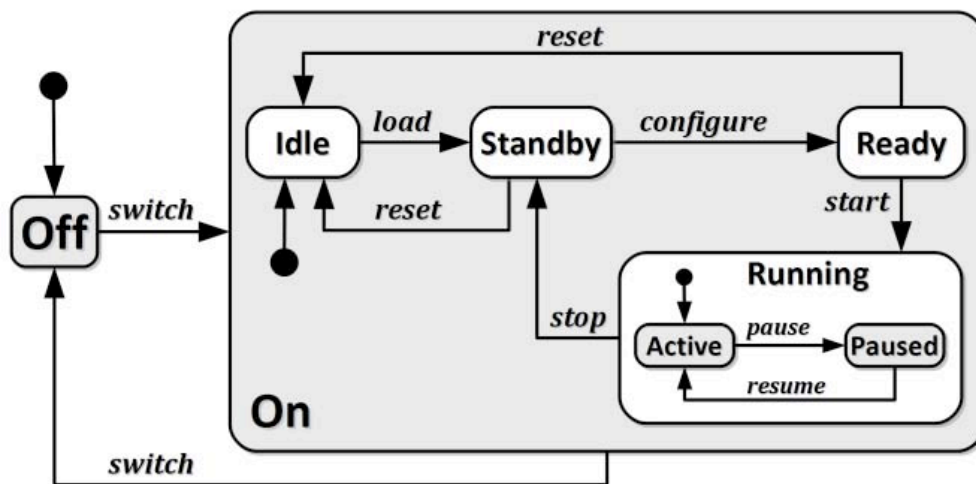 reset
Idle
load
Standby
configure
Ready
Off
switch
reset
start
Running
stop
Active
pause
Paused
resume
On
switch